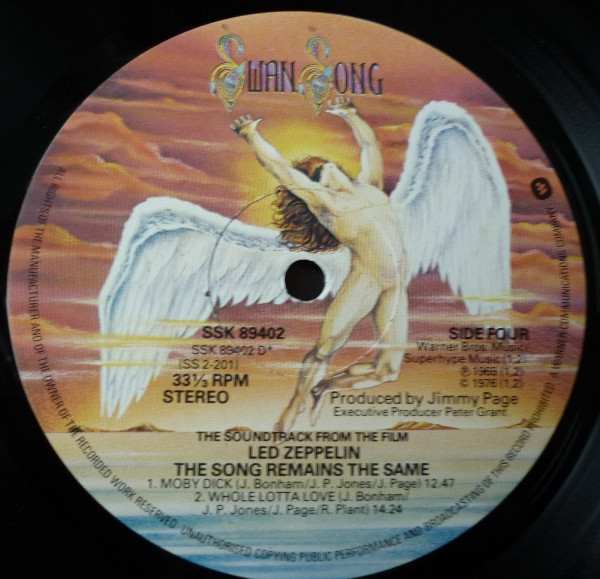 SWAN SONG
SSK 89402
SSK 89402 D*
(SS 2-201)
33⅓ RPM
STEREO
SIDE FOUR
Warner Bros. Music/
Superhype Music (1,2)
℗ 1969 (1,2)
© 1976 (1,2)
Produced by Jimmy Page
Executive Producer Peter Grant
THE SOUNDTRACK FROM THE FILM
LED ZEPPELIN
THE SONG REMAINS THE SAME
1. MOBY DICK (J. Bonham/J. P. Jones/J. Page) 12.47
2. WHOLE LOTTA LOVE (J. Bonham/
J. P. Jones/J. Page/R. Plant) 14.24
ALL RIGHTS OF THE MANUFACTURER AND OF THE OWNER OF THE RECORDED WORK RESERVED · UNAUTHORISED COPYING PUBLIC PERFORMANCE AND BROADCASTING OF THIS RECORD PROHIBITED · A WARNER COMMUNICATIONS COMPANY